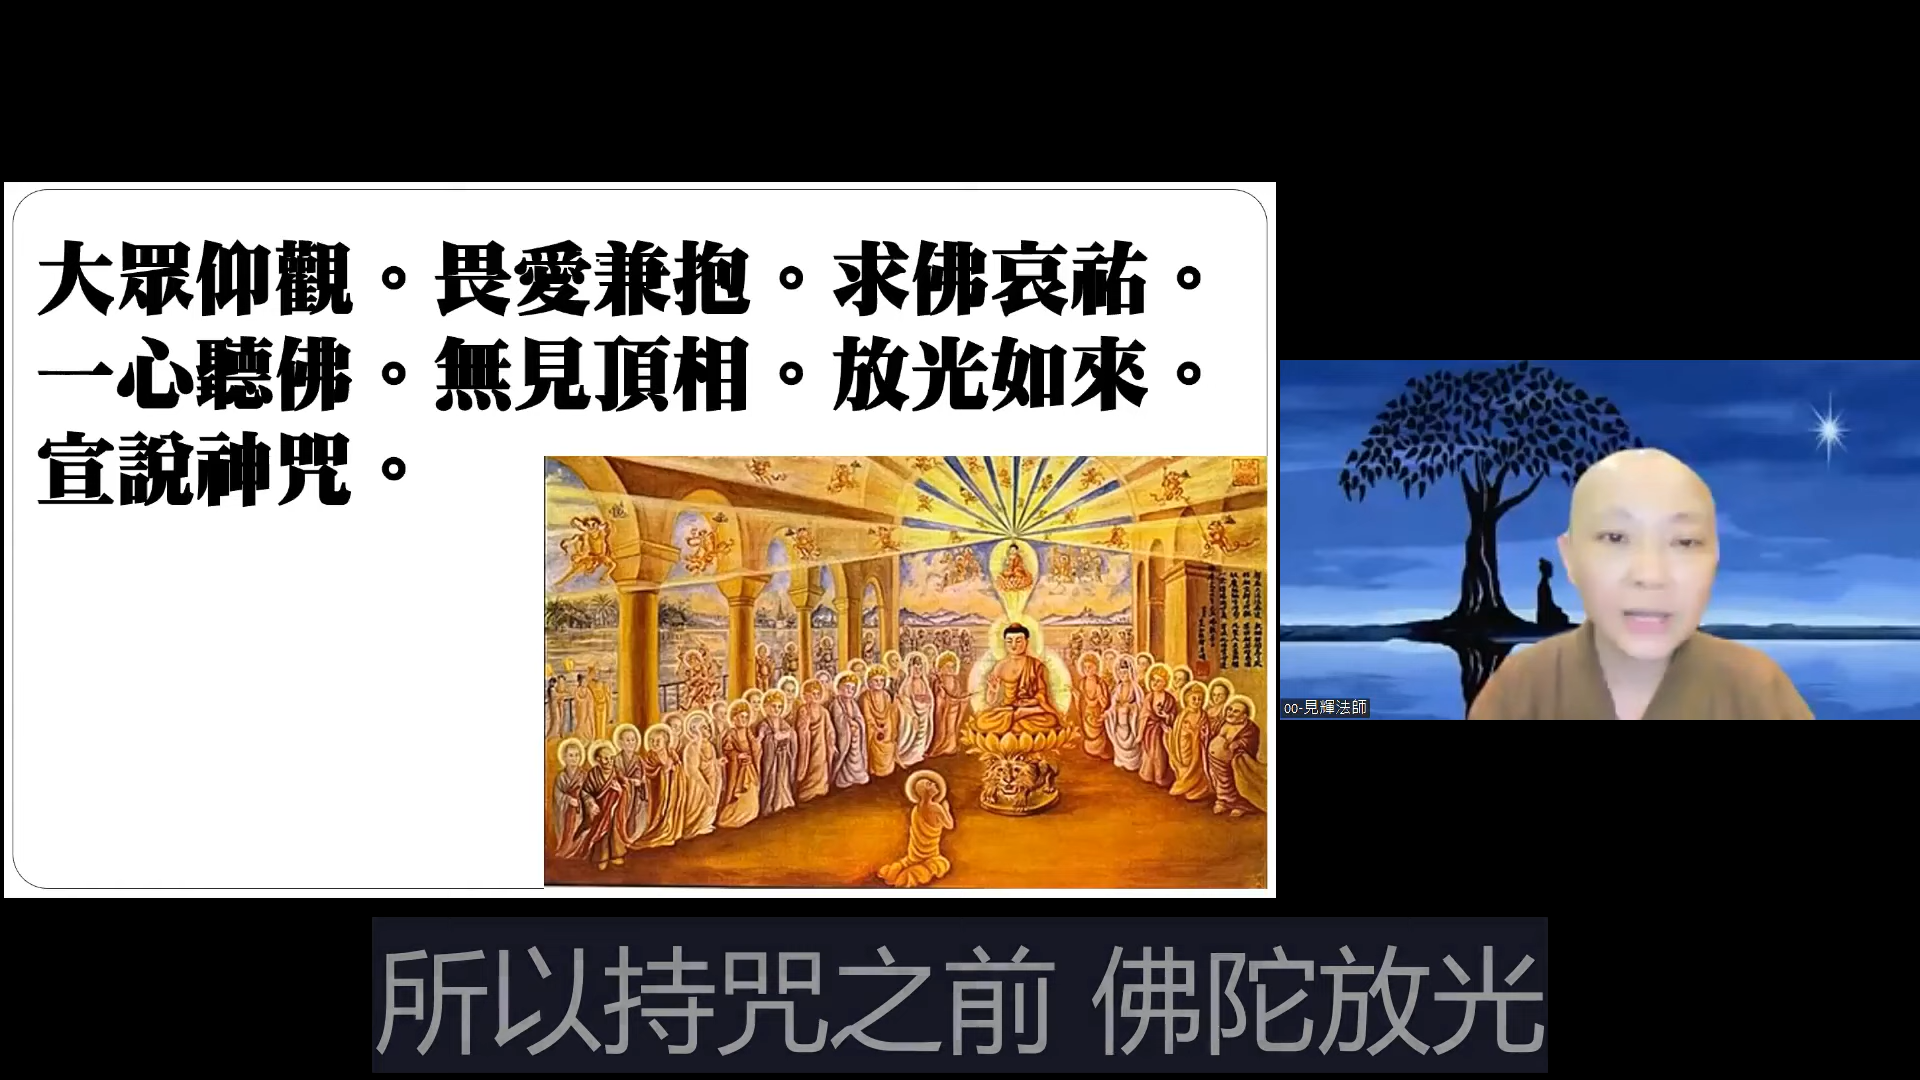 大眾仰觀。畏愛兼抱。求佛哀祐。
一心聽佛。無見頂相。放光如來。
宣說神咒。
00-見輝法師
所以持咒之前 佛陀放光